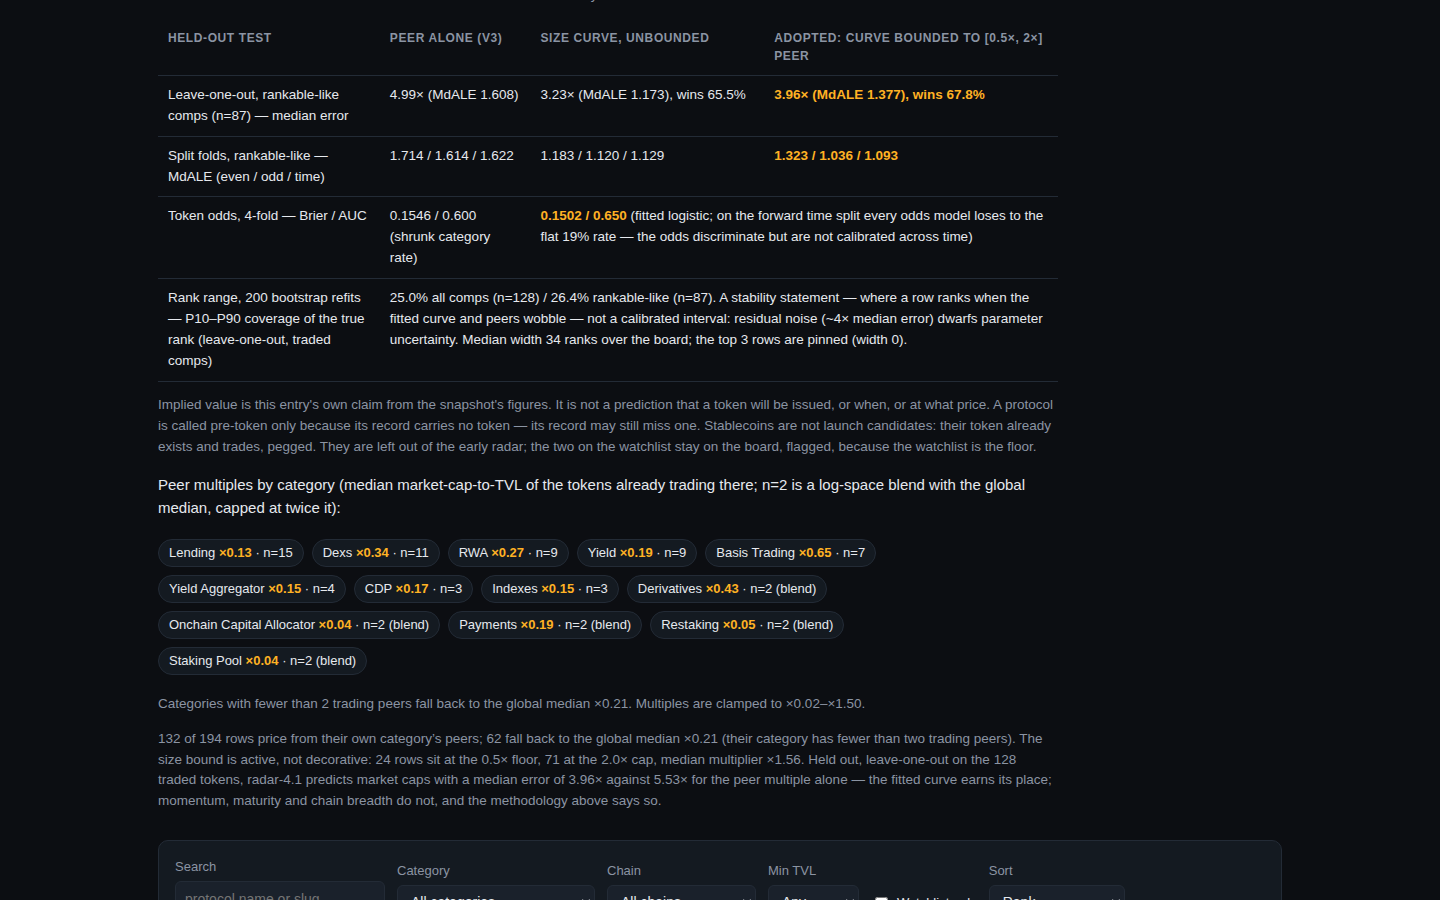 HELD-OUT TEST
PEER ALONE (V3)
SIZE CURVE, UNBOUNDED
ADOPTED: CURVE BOUNDED TO [0.5×, 2×]
PEER
Leave-one-out, rankable-like
comps (n=87) — median error
4.99× (MdALE 1.608)
3.23× (MdALE 1.173), wins 65.5%
3.96× (MdALE 1.377), wins 67.8%
Split folds, rankable-like —
MdALE (even / odd / time)
1.714 / 1.614 / 1.622
1.183 / 1.120 / 1.129
1.323 / 1.036 / 1.093
Token odds, 4-fold — Brier / AUC
0.1546 / 0.600
(shrunk category
rate)
0.1502 / 0.650 (fitted logistic; on the forward time split every odds model loses to the
flat 19% rate — the odds discriminate but are not calibrated across time)
Rank range, 200 bootstrap refits
— P10–P90 coverage of the true
rank (leave-one-out, traded
comps)
25.0% all comps (n=128) / 26.4% rankable-like (n=87). A stability statement — where a row ranks when the
fitted curve and peers wobble — not a calibrated interval: residual noise (~4× median error) dwarfs parameter
uncertainty. Median width 34 ranks over the board; the top 3 rows are pinned (width 0).
Implied value is this entry's own claim from the snapshot's figures. It is not a prediction that a token will be issued, or when, or at what price. A protocol
is called pre-token only because its record carries no token — its record may still miss one. Stablecoins are not launch candidates: their token already
exists and trades, pegged. They are left out of the early radar; the two on the watchlist stay on the board, flagged, because the watchlist is the floor.
Peer multiples by category (median market-cap-to-TVL of the tokens already trading there; n=2 is a log-space blend with the global
median, capped at twice it):
Lending ×0.13 · n=15
Dexs ×0.34 · n=11
RWA ×0.27 · n=9
Yield ×0.19 · n=9
Basis Trading ×0.65 · n=7
Yield Aggregator ×0.15 · n=4
CDP ×0.17 · n=3
Indexes ×0.15 · n=3
Derivatives ×0.43 · n=2 (blend)
Onchain Capital Allocator ×0.04 · n=2 (blend)
Payments ×0.19 · n=2 (blend)
Restaking ×0.05 · n=2 (blend)
Staking Pool ×0.04 · n=2 (blend)
Categories with fewer than 2 trading peers fall back to the global median ×0.21. Multiples are clamped to ×0.02–×1.50.
132 of 194 rows price from their own category's peers; 62 fall back to the global median ×0.21 (their category has fewer than two trading peers). The
size bound is active, not decorative: 24 rows sit at the 0.5× floor, 71 at the 2.0× cap, median multiplier ×1.56. Held out, leave-one-out on the 128
traded tokens, radar-4.1 predicts market caps with a median error of 3.96× against 5.53× for the peer multiple alone — the fitted curve earns its place;
momentum, maturity and chain breadth do not, and the methodology above says so.
Search
Category
Chain
Min TVL
Sort
protocol name or slug